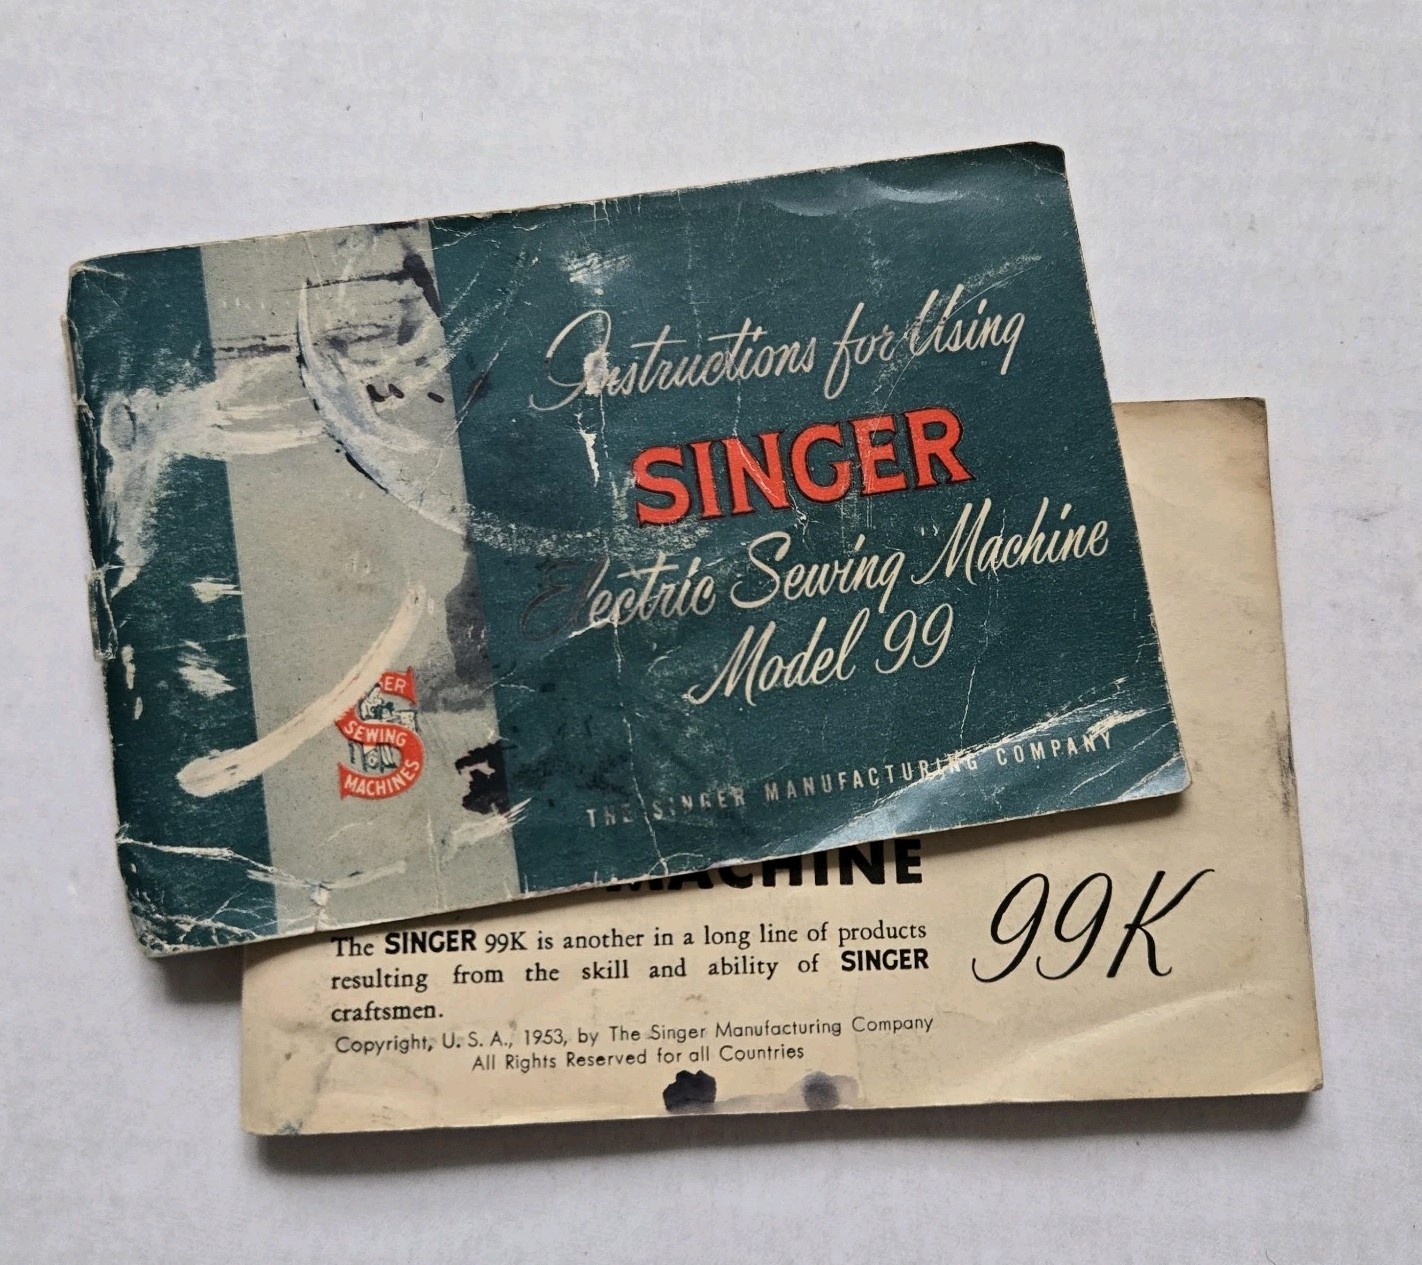 Instructions for Using
SINGER
Electric Sewing Machine
Model 99
THE SINGER MANUFACTURING COMPANY
SEWING
MACHINES
MACHINE
The SINGER 99K is another in a long line of products
resulting from the skill and ability of SINGER
craftsmen.
Copyright, U. S. A., 1953, by The Singer Manufacturing Company
All Rights Reserved for all Countries
99K